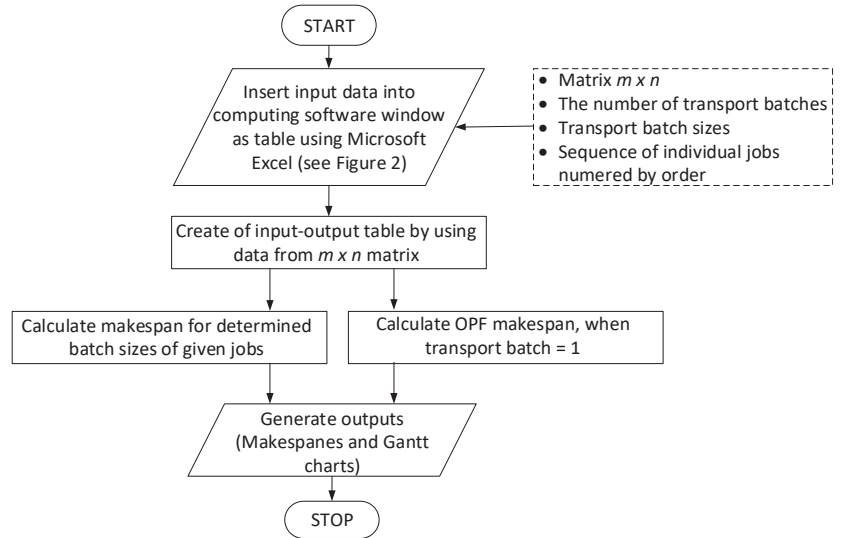 START
Insert input data into
computing software window
as table using Microsoft
Excel (see Figure 2)
● Matrix m x n
● The number of transport batches
● Transport batch sizes
● Sequence of individual jobs
numered by order
Create of input-output table by using
data from m x n matrix
Calculate makespan for determined
batch sizes of given jobs
Calculate OPF makespan, when
transport batch = 1
Generate outputs
(Makespanes and Gantt
charts)
STOP